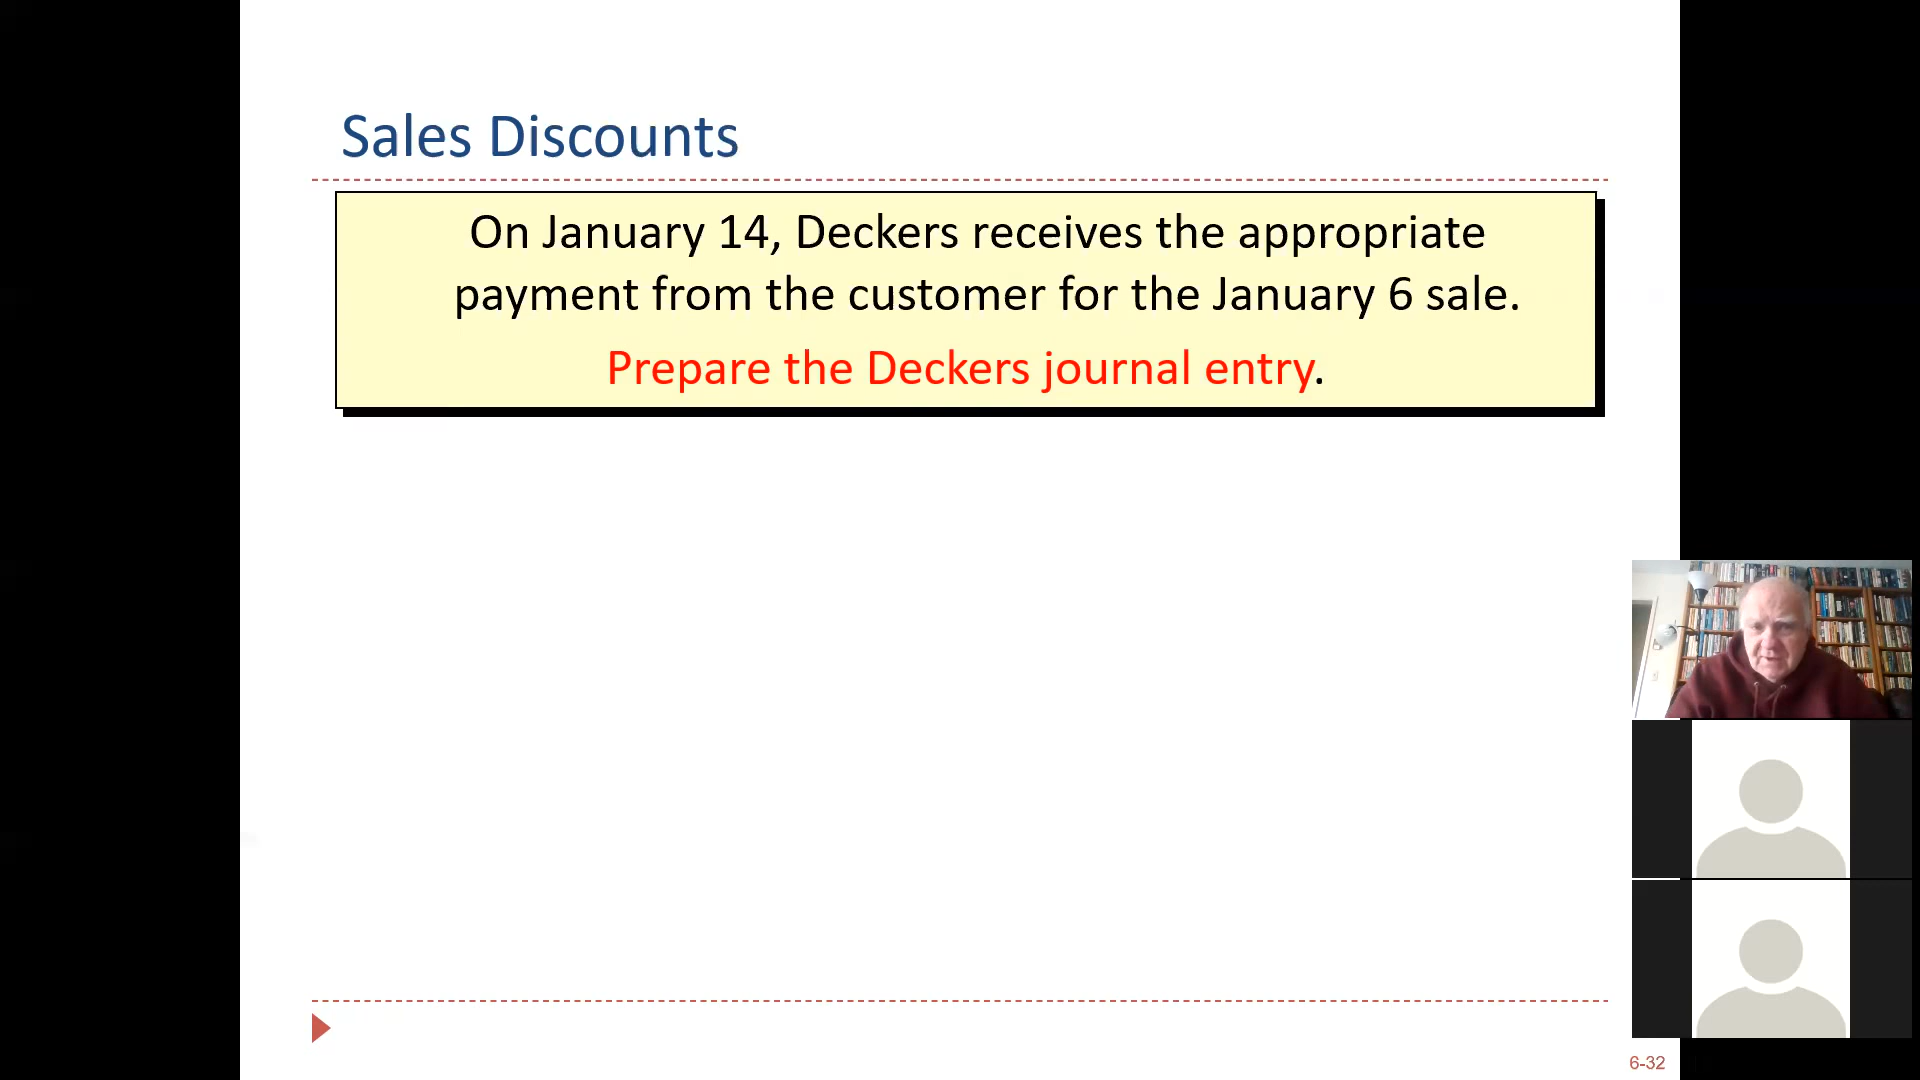 Sales Discounts
On January 14, Deckers receives the appropriate
payment from the customer for the January 6 sale.
Prepare the Deckers journal entry.
6-32